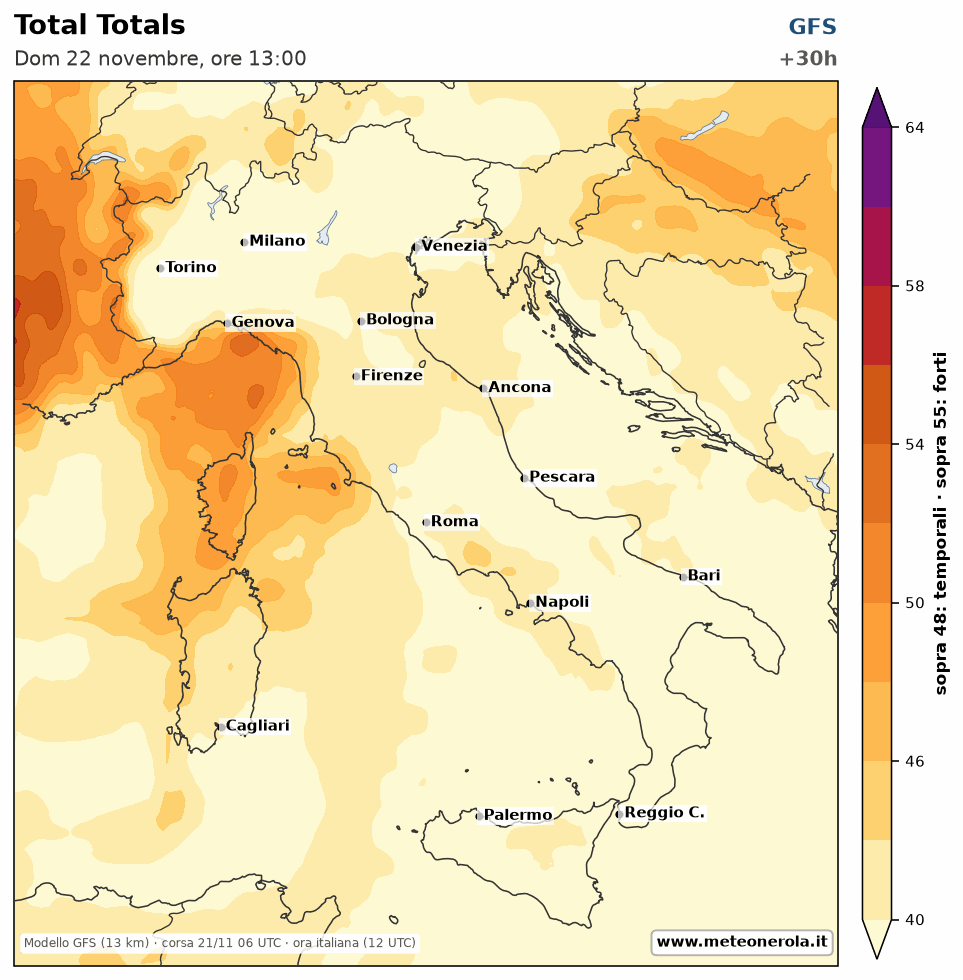 Total Totals
GFS
Dom 22 novembre, ore 13:00
+30h
Milano
Venezia
Torino
Genova
Bologna
Firenze
Ancona
Pescara
Roma
Bari
Napoli
Cagliari
Palermo
Reggio C.
64
58
54
50
46
40
sopra 48: temporali · sopra 55: forti
Modello GFS (13 km) · corsa 21/11 06 UTC · ora italiana (12 UTC)
www.meteonerola.it